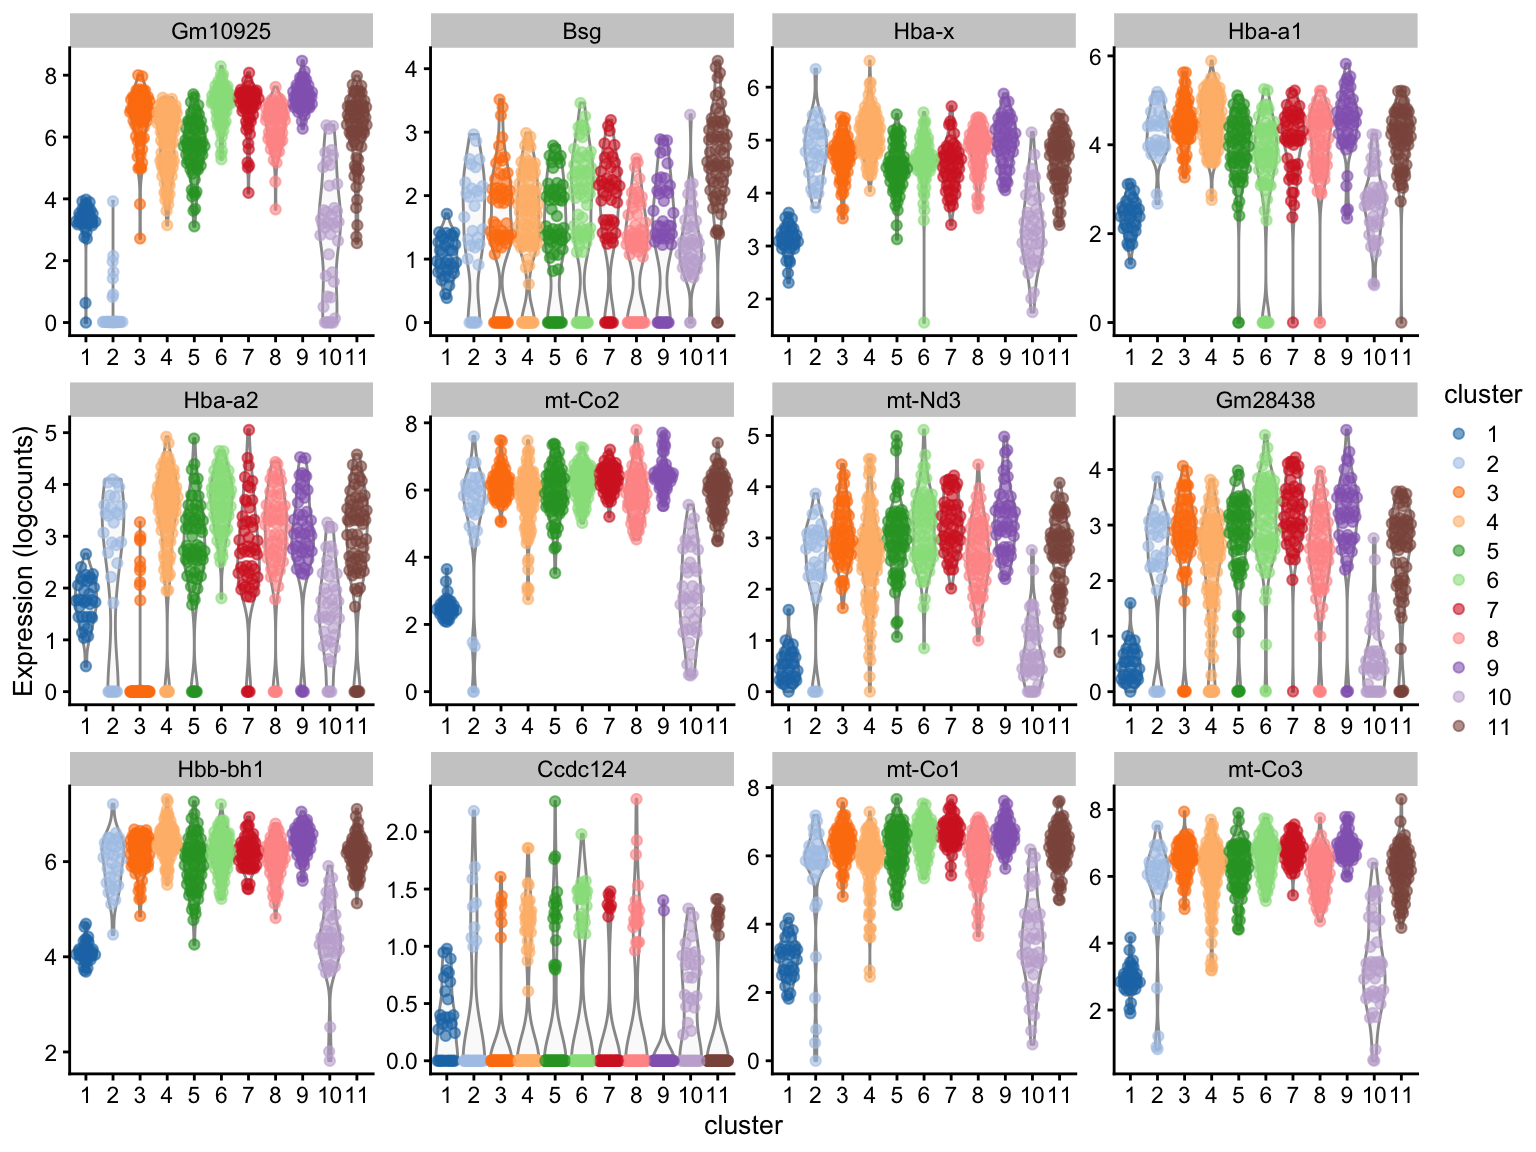 Gm10925 Bsg Hba-x Hba-a1
8 6 4 2 0
4 3 2 1 0
6 5 4 3 2
6 4 2 0
1 2 3 4 5 6 7 8 9 10 11
1 2 3 4 5 6 7 8 9 10 11
1 2 3 4 5 6 7 8 9 10 11
1 2 3 4 5 6 7 8 9 10 11
Hba-a2 mt-Co2 mt-Nd3 Gm28438
5 4 3 2 1 0
8 6 4 2 0
5 4 3 2 1 0
4 3 2 1 0
1 2 3 4 5 6 7 8 9 10 11
1 2 3 4 5 6 7 8 9 10 11
1 2 3 4 5 6 7 8 9 10 11
1 2 3 4 5 6 7 8 9 10 11
Hbb-bh1 Ccdc124 mt-Co1 mt-Co3
6 4 2
2.0 1.5 1.0 0.5 0.0
8 6 4 2 0
8 6 4 2
1 2 3 4 5 6 7 8 9 10 11
1 2 3 4 5 6 7 8 9 10 11
1 2 3 4 5 6 7 8 9 10 11
1 2 3 4 5 6 7 8 9 10 11
Expression (logcounts)
cluster
cluster
1
2
3
4
5
6
7
8
9
10
11